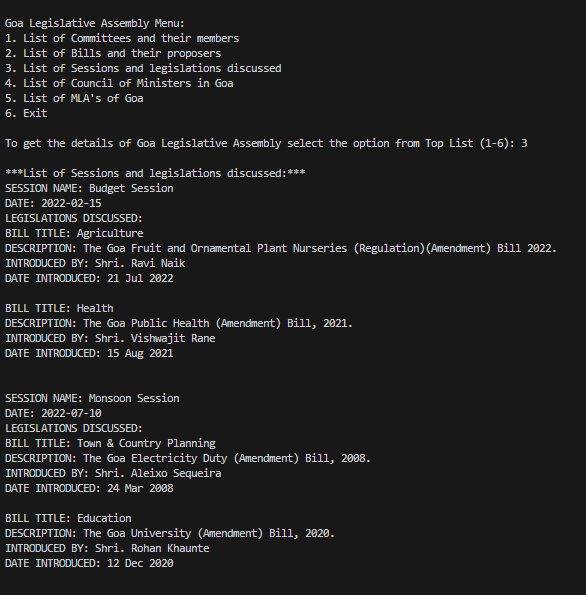 Goa Legislative Assembly Menu:
1. List of Committees and their members
2. List of Bills and their proposers
3. List of Sessions and legislations discussed
4. List of Council of Ministers in Goa
5. List of MLA's of Goa
6. Exit
To get the details of Goa Legislative Assembly select the option from Top List (1-6): 3
***List of Sessions and legislations discussed:***
SESSION NAME: Budget Session
DATE: 2022-02-15
LEGISLATIONS DISCUSSED:
BILL TITLE: Agriculture
DESCRIPTION: The Goa Fruit and Ornamental Plant Nurseries (Regulation)(Amendment) Bill 2022.
INTRODUCED BY: Shri. Ravi Naik
DATE INTRODUCED: 21 Jul 2022
BILL TITLE: Health
DESCRIPTION: The Goa Public Health (Amendment) Bill, 2021.
INTRODUCED BY: Shri. Vishwajit Rane
DATE INTRODUCED: 15 Aug 2021
SESSION NAME: Monsoon Session
DATE: 2022-07-10
LEGISLATIONS DISCUSSED:
BILL TITLE: Town & Country Planning
DESCRIPTION: The Goa Electricity Duty (Amendment) Bill, 2008.
INTRODUCED BY: Shri. Aleixo Sequeira
DATE INTRODUCED: 24 Mar 2008
BILL TITLE: Education
DESCRIPTION: The Goa University (Amendment) Bill, 2020.
INTRODUCED BY: Shri. Rohan Khaunte
DATE INTRODUCED: 12 Dec 2020